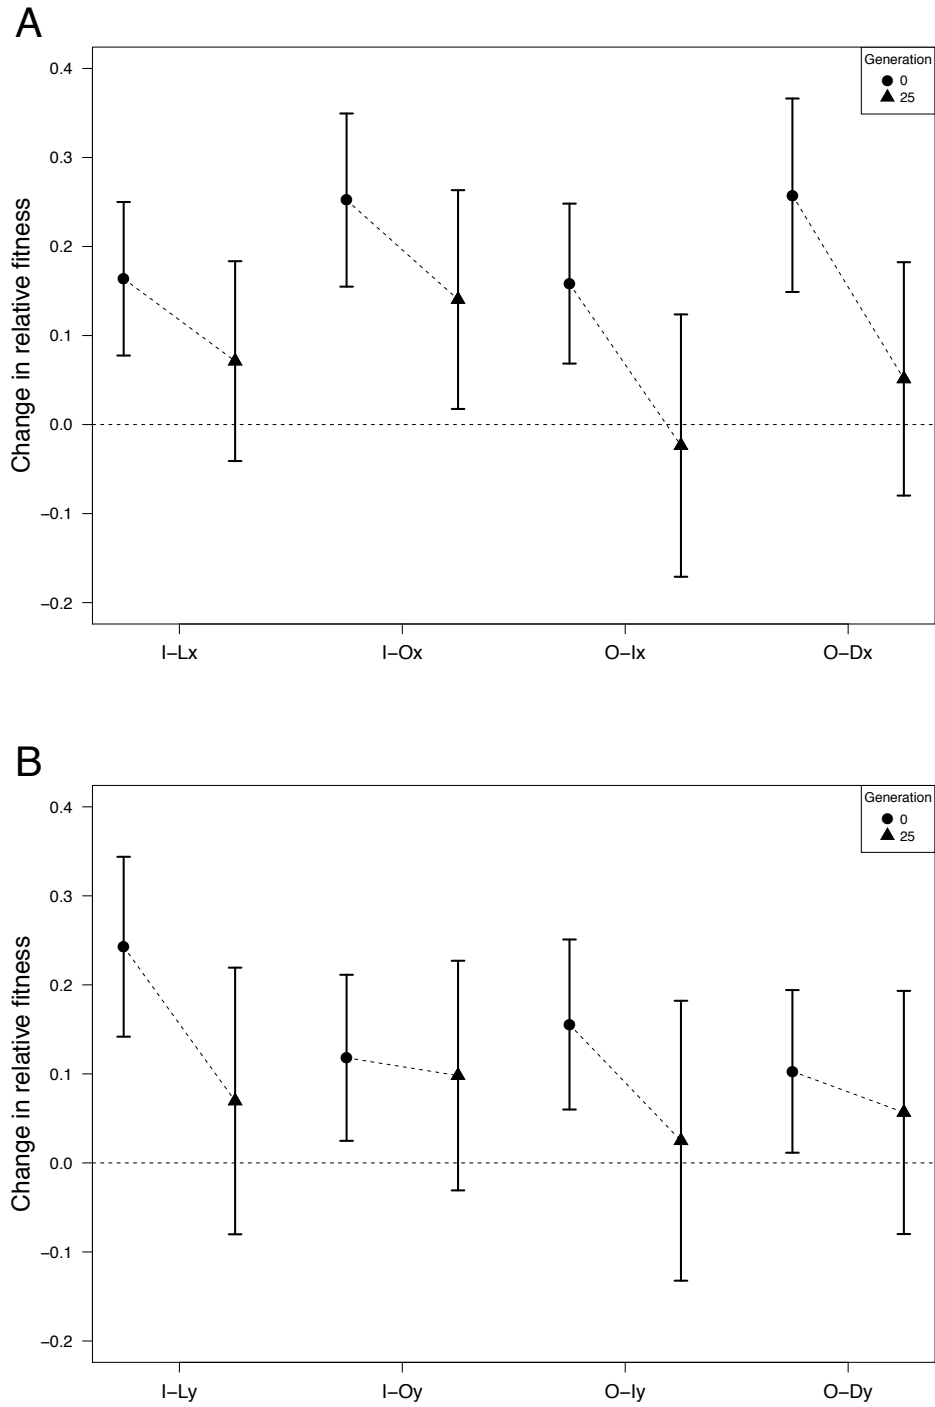 A
Generation
0
25
0.4
0.3
0.2
0.1
0.0
−0.1
−0.2
Change in relative fitness
I−Lx I−Ox O−Ix O−Dx
B
Generation
0
25
0.4
0.3
0.2
0.1
0.0
−0.1
−0.2
Change in relative fitness
I−Ly I−Oy O−Iy O−Dy